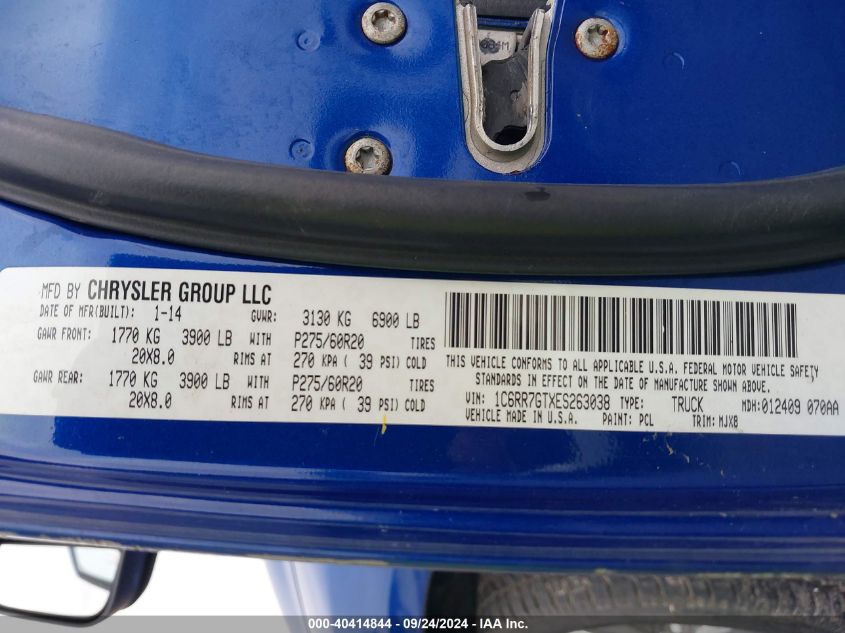 MFD BY CHRYSLER GROUP LLC
DATE OF MFR(BUILT): 1-14 GVWR: 3130 KG 6900 LB
GAWR FRONT: 1770 KG 3900 LB WITH P275/60R20 TIRES
20X8.0 RIMS AT 270 KPA ( 39 PSI) COLD
GAWR REAR: 1770 KG 3900 LB WITH P275/60R20 TIRES
20X8.0 RIMS AT 270 KPA ( 39 PSI) COLD
THIS VEHICLE CONFORMS TO ALL APPLICABLE U.S.A. FEDERAL MOTOR VEHICLE SAFETY
STANDARDS IN EFFECT ON THE DATE OF MANUFACTURE SHOWN ABOVE.
VIN: 1C6RR7GTXES263038 TYPE: TRUCK MDH:012409 070AA
VEHICLE MADE IN U.S.A. PAINT: PCL TRIM: MJX8
000-40414844 - 09/24/2024 - IAA Inc.